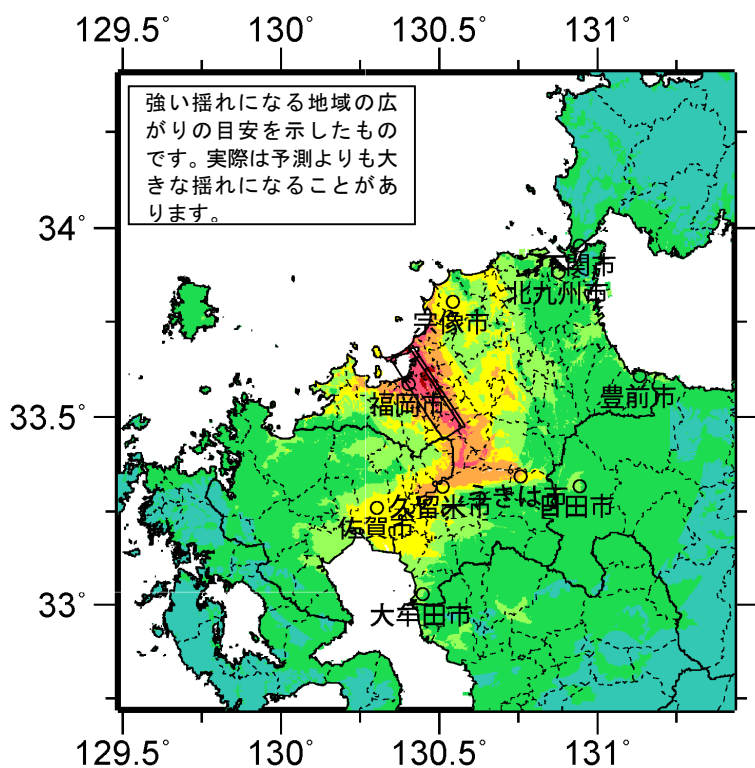 129.5° 130° 130.5° 131°
強い揺れになる地域の広
がりの目安を示したもの
です。実際は予測よりも大
きな揺れになることがあ
ります。
34°
関市
北九州市
宗像市
33.5°
福岡市
豊前市
久留米市
うきは市
日田市
佐賀市
33°
大牟田市
129.5° 130° 130.5° 131°